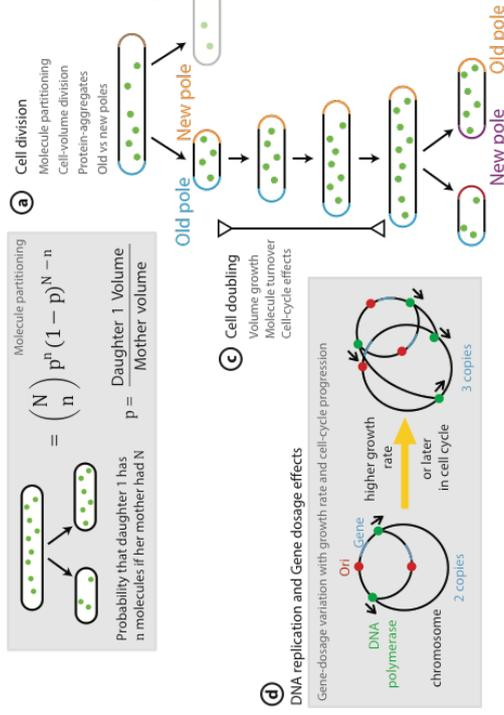 a
Cell division
Molecule partitioning
Cell-volume division
Protein-aggregates
Old vs new poles
Old pole
New pole
New pole
Old pole
Molecule partitioning
= (N n) pⁿ (1 − p)ᴺ ⁻ ⁿ
p = Daughter 1 Volume
Mother volume
Probability that daughter 1 has
n molecules if her mother had N
c
Cell doubling
Volume growth
Molecule turnover
Cell-cycle effects
d
DNA replication and Gene dosage effects
Gene-dosage variation with growth rate and cell-cycle progression
Ori
Gene
DNA
polymerase
chromosome
2 copies
higher growth
rate
or later
in cell cycle
3 copies